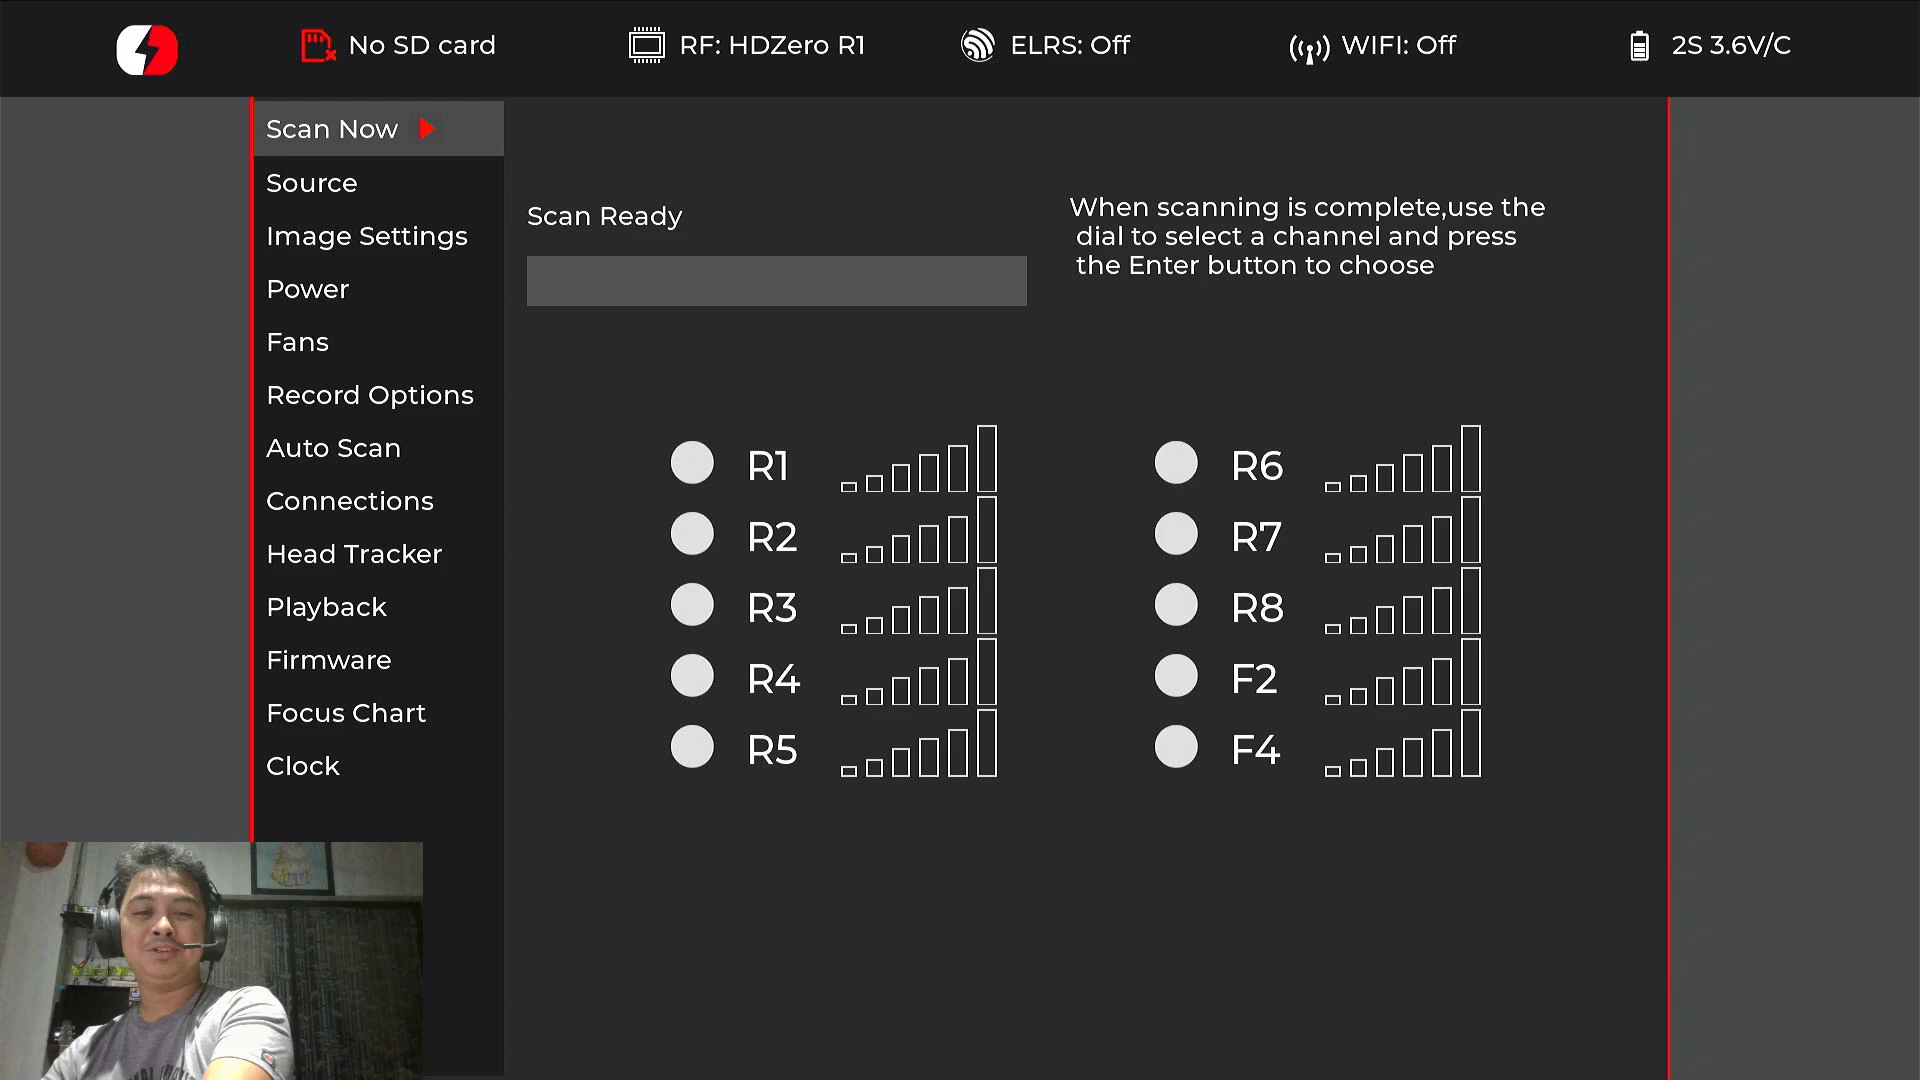 No SD card
RF: HDZero R1
ELRS: Off
WIFI: Off
2S 3.6V/C
Scan Now
Source
Image Settings
Power
Fans
Record Options
Auto Scan
Connections
Head Tracker
Playback
Firmware
Focus Chart
Clock
Scan Ready
When scanning is complete,use the
dial to select a channel and press
the Enter button to choose
R1
R2
R3
R4
R5
R6
R7
R8
F2
F4